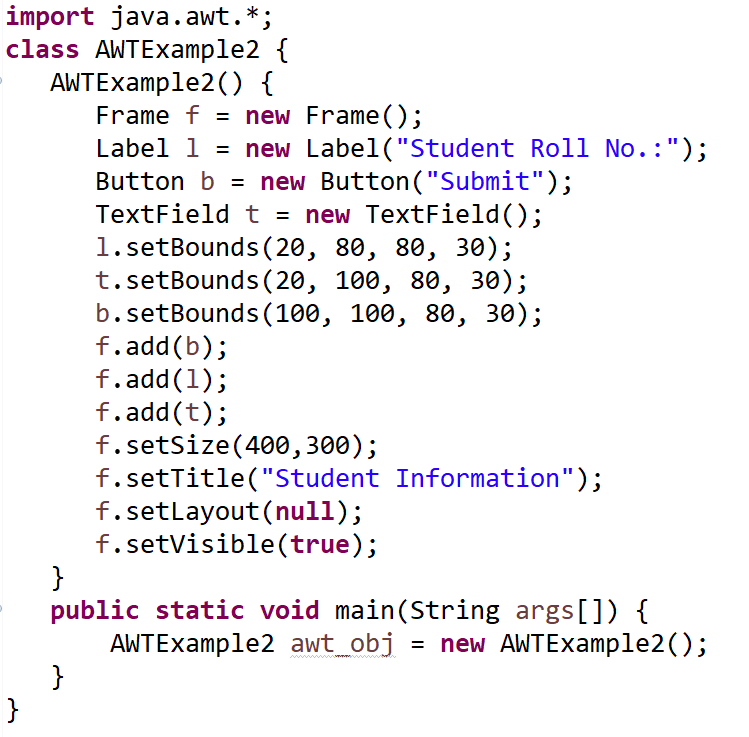 import java.awt.*;
class AWTExample2 {
   AWTExample2() {
      Frame f = new Frame();
      Label l = new Label("Student Roll No.:");
      Button b = new Button("Submit");
      TextField t = new TextField();
      l.setBounds(20, 80, 80, 30);
      t.setBounds(20, 100, 80, 30);
      b.setBounds(100, 100, 80, 30);
      f.add(b);
      f.add(l);
      f.add(t);
      f.setSize(400,300);
      f.setTitle("Student Information");
      f.setLayout(null);
      f.setVisible(true);
   }
   public static void main(String args[]) {
       AWTExample2 awt_obj = new AWTExample2();
   }
}